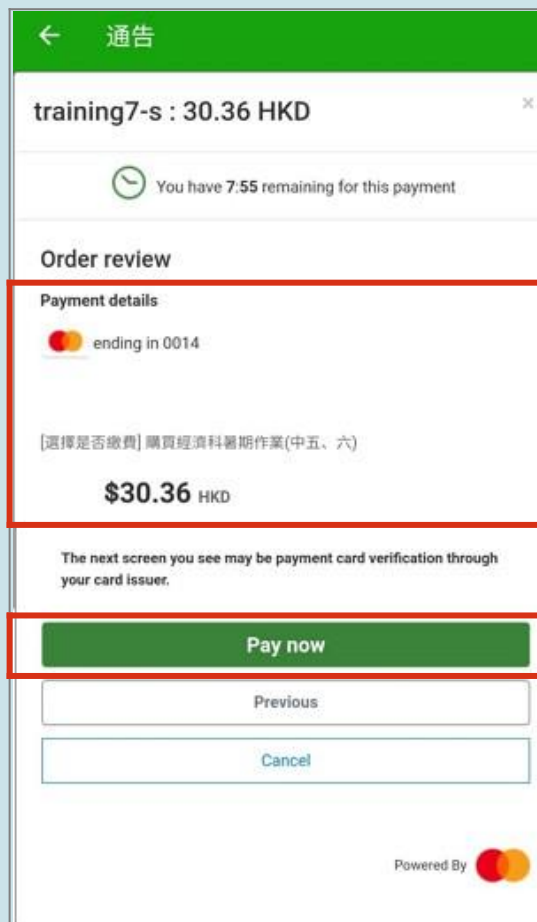 通告
training7-s : 30.36 HKD
You have 7:55 remaining for this payment
Order review
Payment details
ending in 0014
[選擇是否繳費] 購買經濟科暑期作業(中五、六)
$30.36 HKD
The next screen you see may be payment card verification through
your card issuer.
Pay now
Previous
Cancel
Powered By